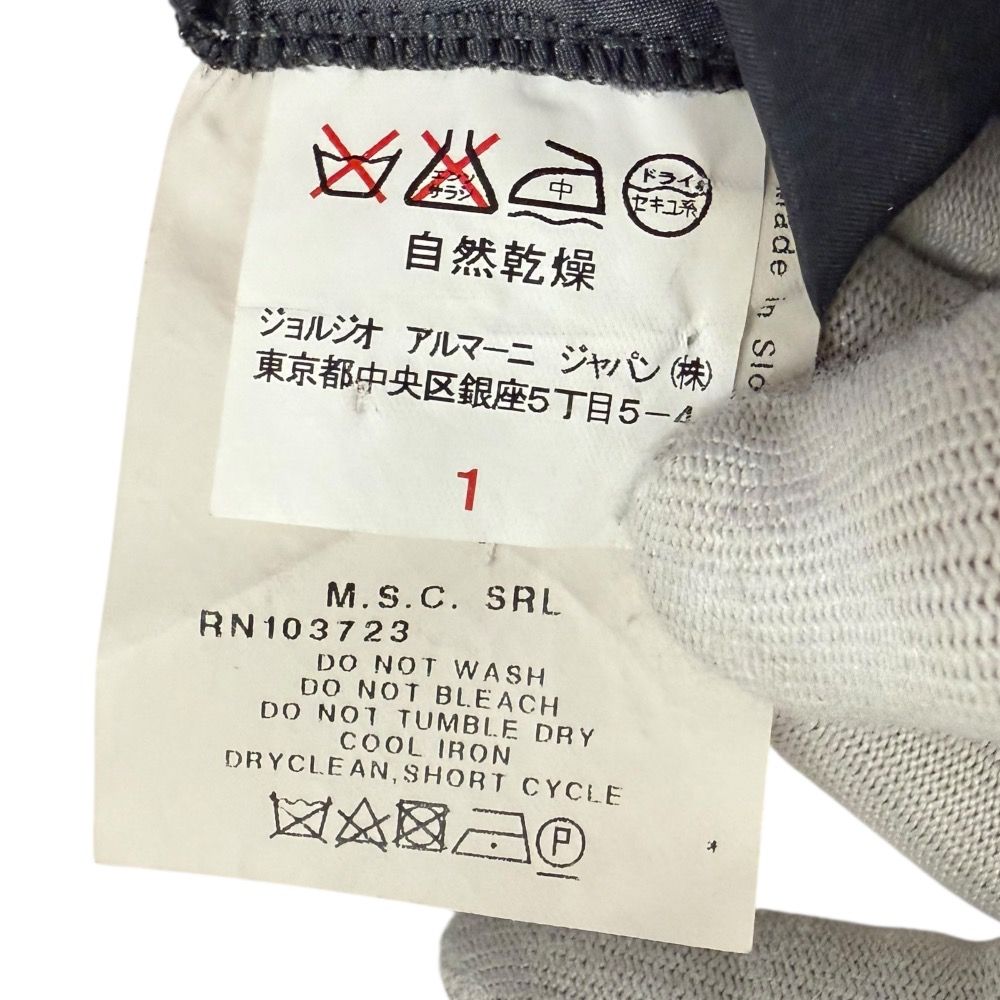 エンソ
サラシ
中
ドライ
セキユ系
自然乾燥
ジョルジオ アルマーニ ジャパン(株)
東京都中央区銀座5丁目5-4
1
Made in
M.S.C. SRL
RN103723
DO NOT WASH
DO NOT BLEACH
DO NOT TUMBLE DRY
COOL IRON
DRYCLEAN,SHORT CYCLE
P